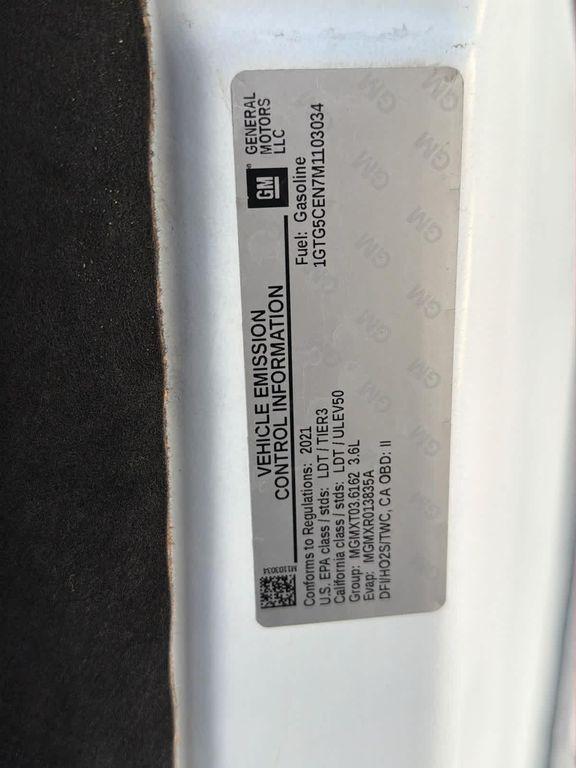 VEHICLE EMISSION
CONTROL INFORMATION
GM
GENERAL
MOTORS
LLC
Fuel: Gasoline
1GTG5CEN7M1103034
M1103034
Conforms to Regulations: 2021
U.S. EPA class / stds: LDT / TIER3
California class / stds: LDT / ULEV50
Group: MGMXT03.6162 3.6L
Evap: MGMXR013835A
DFI/HO2S/TWC, CA OBD: II